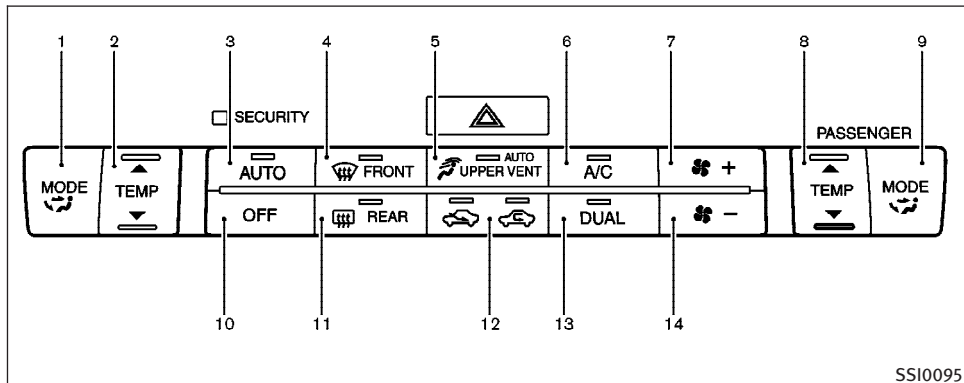 1 2 3 4 5 6 7 8 9
SECURITY
PASSENGER
MODE TEMP AUTO FRONT AUTO UPPER VENT A/C + TEMP MODE
OFF REAR DUAL −
10 11 12 13 14
SSI0095